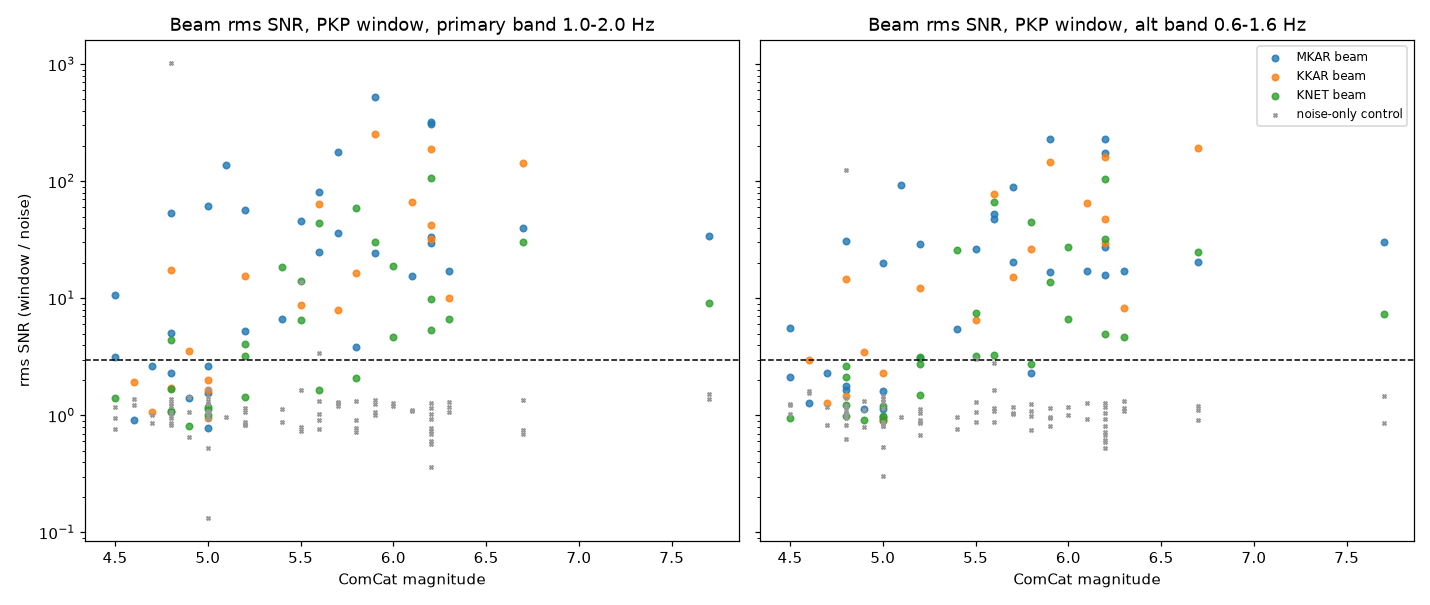 Beam rms SNR, PKP window, primary band 1.0-2.0 Hz
rms SNR (window / noise)
10³
10²
10¹
10⁰
10⁻¹
4.5 5.0 5.5 6.0 6.5 7.0 7.5
ComCat magnitude
Beam rms SNR, PKP window, alt band 0.6-1.6 Hz
MKAR beam
KKAR beam
KNET beam
noise-only control
4.5 5.0 5.5 6.0 6.5 7.0 7.5
ComCat magnitude